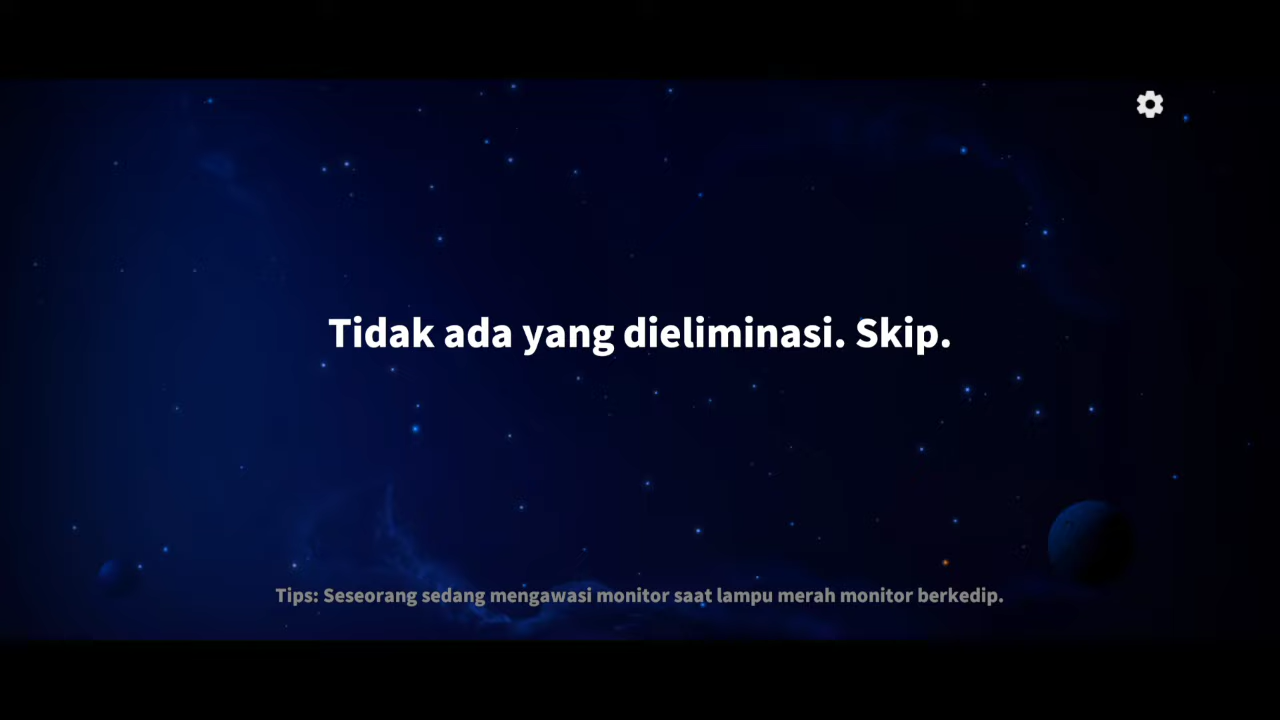 Tidak ada yang dieliminasi. Skip.
Tips: Seseorang sedang mengawasi monitor saat lampu merah monitor berkedip.